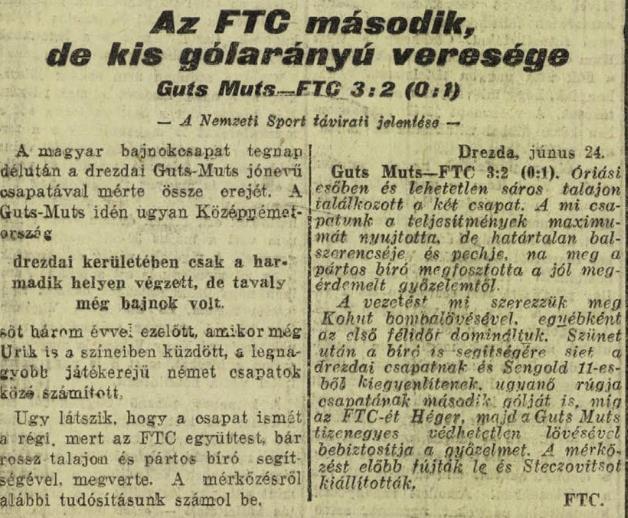 Az FTC második,
de kis gólarányú veresége
Guts Muts—FTC 3:2 (0:1)
— A Nemzeti Sport távirati jelentése —
A magyar bajnokcsapat tegnap
délután a drezdai Guts-Muts jónevű
csapatával mérte össze erejét. A
Guts-Muts idén ugyan Középnémet-
ország
drezdai kerületében csak a har-
madik helyen végzett, de tavaly
még bajnok volt.
sőt három évvel ezelőtt, amikor még
Urik is a színeiben küzdött, a legna-
gyobb játékerejű német csapatok
közé számított.
Ugy látszik, hogy a csapat ismét
a régi, mert az FTC együttest, bár
rossz talajon és pártos bíró segít-
ségével, megverte. A mérkőzésről
alábbi tudósításunk számol be.
Drezda, június 24.
Guts Muts—FTC 3:2 (0:1). Óriási
esőben és lehetetlen sáros talajon
találkozott a két csapat. A mi csa-
patunk a teljesítmények maximu-
mát nyujtotta, de határtalan bal-
szerencséje és pechje, na meg a
pártos bíró megfosztotta a jól meg-
érdemelt győzelemtől.
A vezetést mi szerezzük meg
Kohut bombalövésével, egyébként
az első félidőt domináltuk. Szünet
után a bíró is segítségére siet a
drezdai csapatnak és Sengold 11-es-
ből kiegyenlítenek, ugyanő rúgja
csapatának második gólját is, míg
az FTC-ét Héger, majd a Guts Muts
tizenegyes védhetetlen lövésével
bebiztosítja a győzelmet. A mérkő-
zést előbb fújták le és Steczovitsot
kiállították.
FTC.